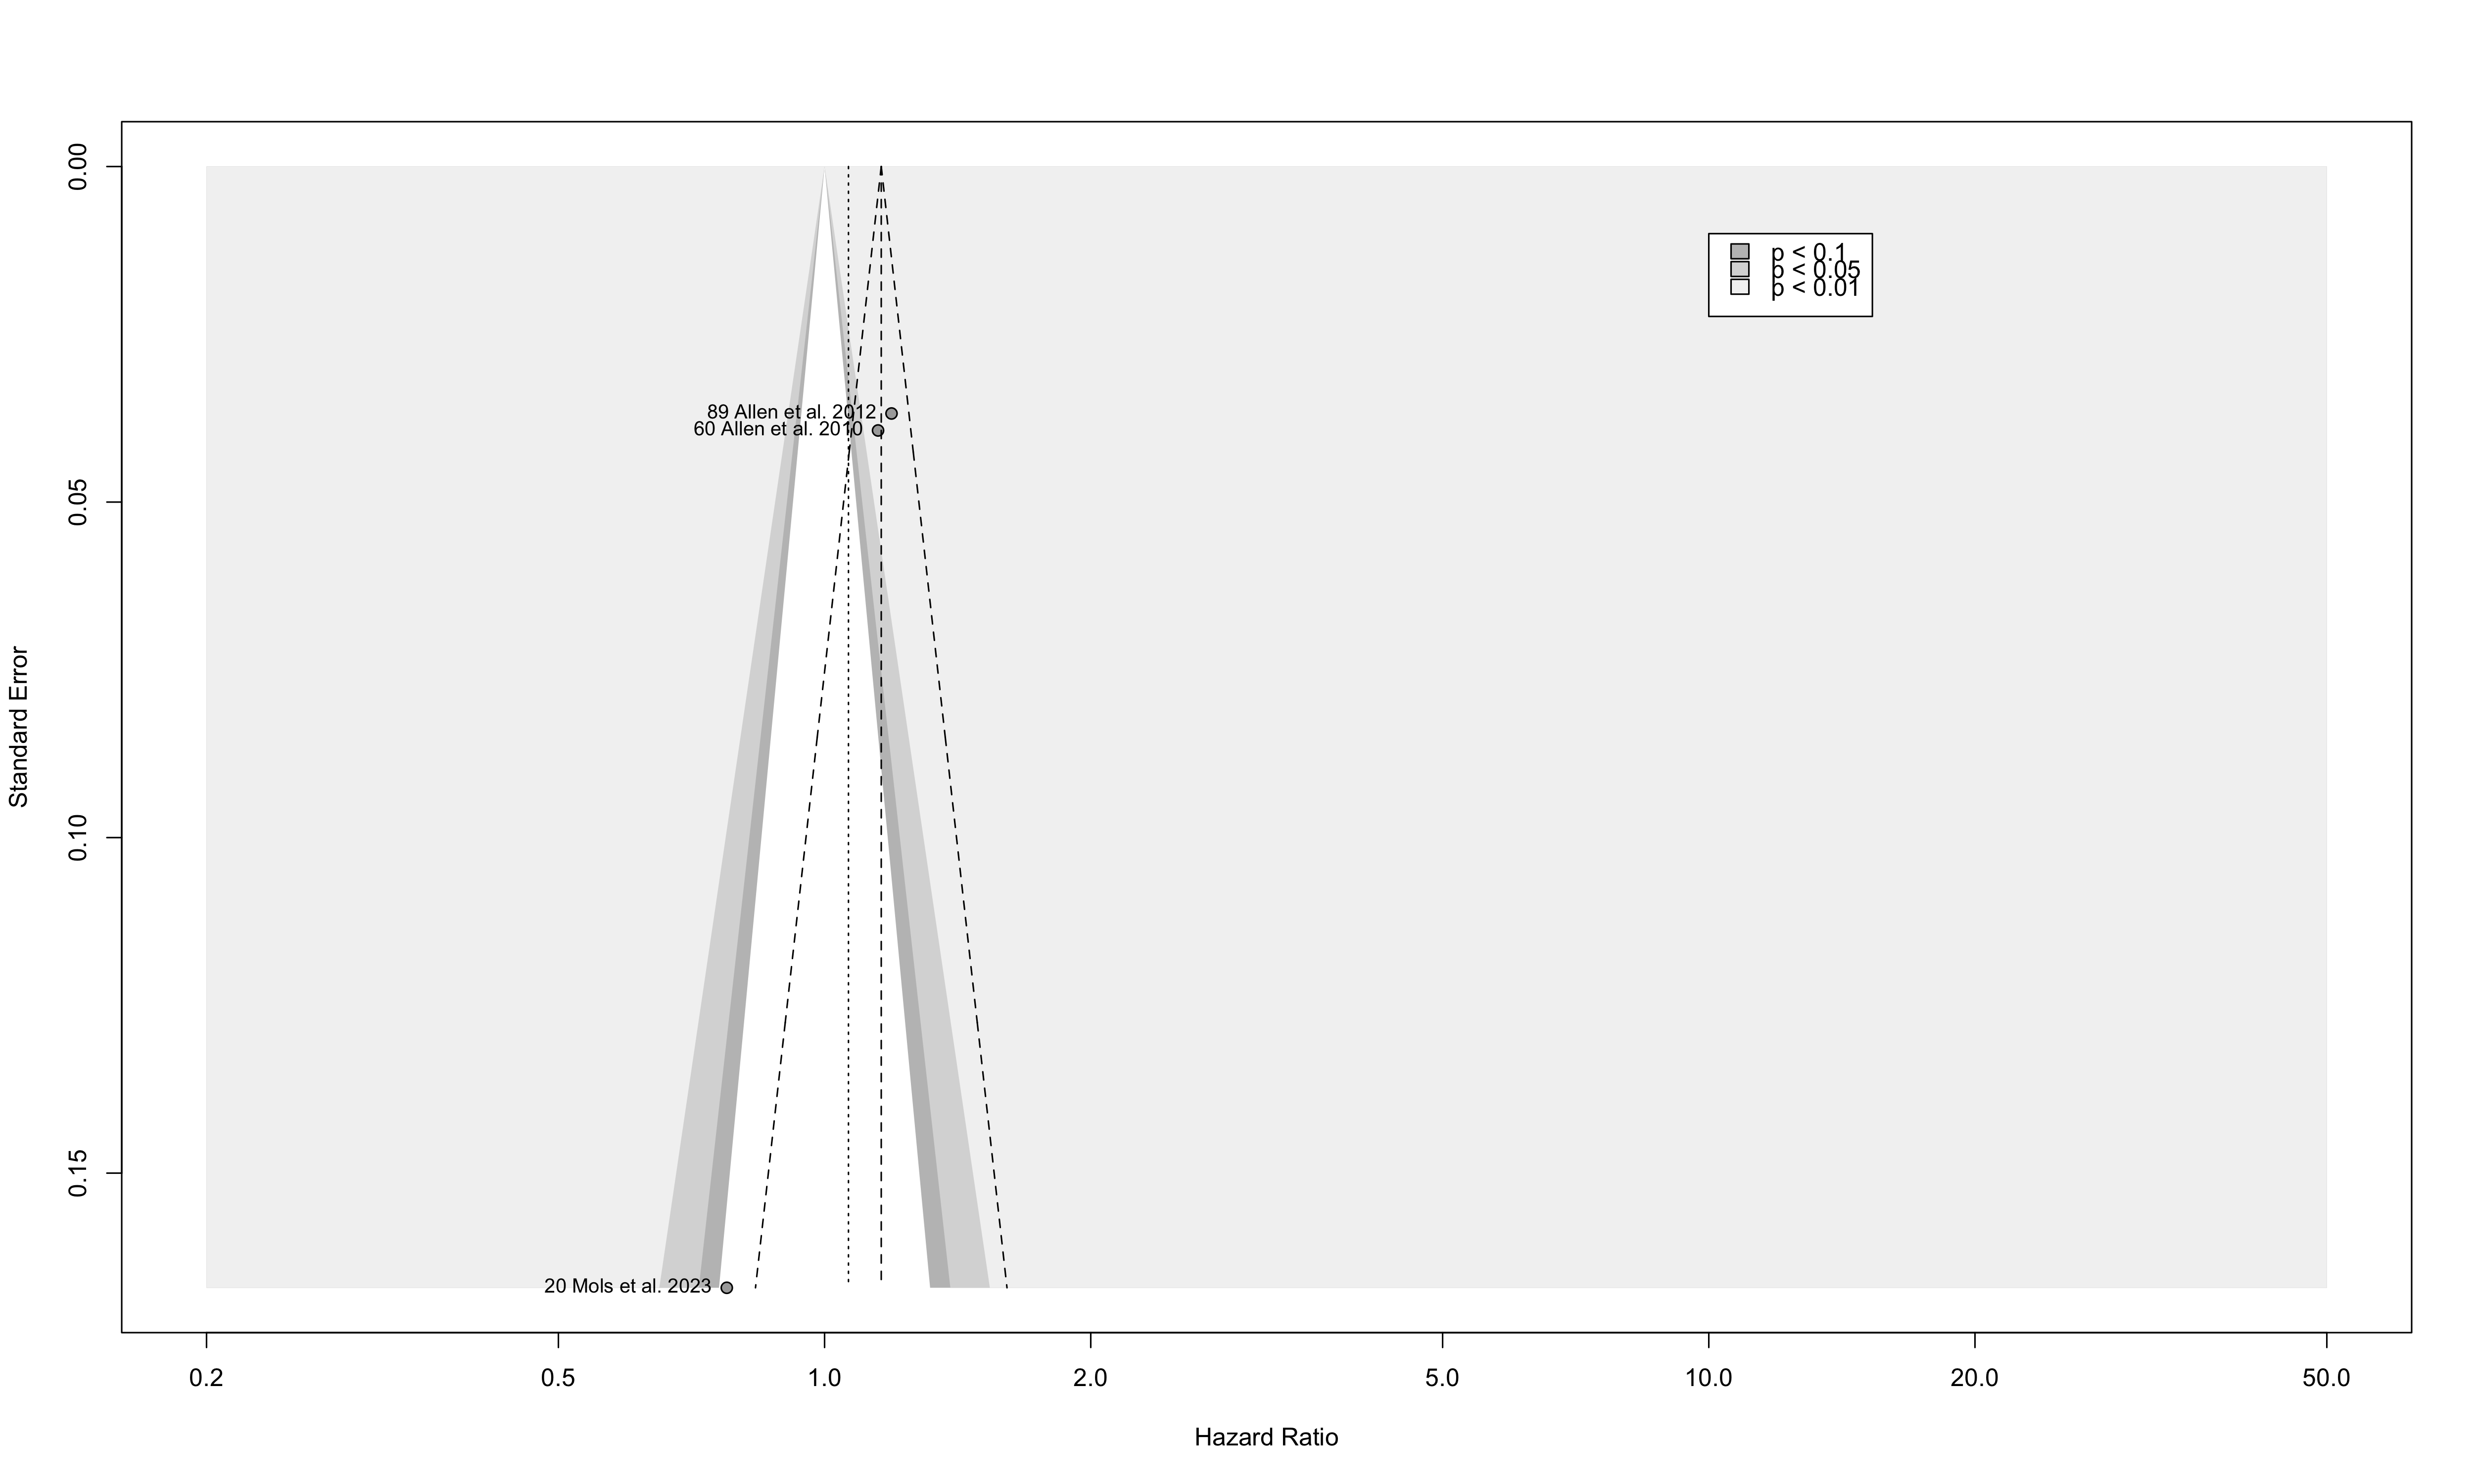 0.00
0.05
0.10
0.15
Standard Error
p < 0.1
p < 0.05
p < 0.01
89 Allen et al. 2012
60 Allen et al. 2010
20 Mols et al. 2023
0.2 0.5 1.0 2.0 5.0 10.0 20.0 50.0
Hazard Ratio